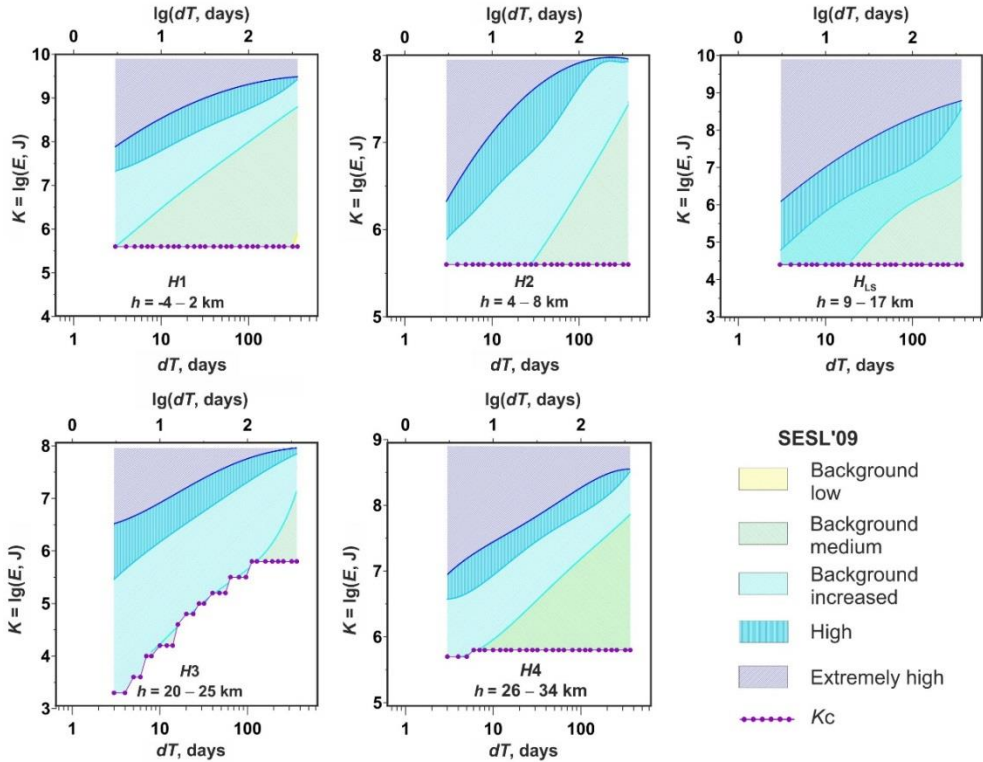 lg(dT, days)
0 1 2
K = lg(E, J)
10
9
8
7
6
5
4
H1
h = -4 – 2 km
1 10 100
dT, days
lg(dT, days)
0 1 2
K = lg(E, J)
8
7
6
5
H2
h = 4 – 8 km
1 10 100
dT, days
lg(dT, days)
0 1 2
K = lg(E, J)
10
9
8
7
6
5
4
3
HLS
h = 9 – 17 km
1 10 100
dT, days
lg(dT, days)
0 1 2
K = lg(E, J)
8
7
6
5
4
3
H3
h = 20 – 25 km
1 10 100
dT, days
lg(dT, days)
0 1 2
K = lg(E, J)
9
8
7
6
5
H4
h = 26 – 34 km
1 10 100
dT, days
SESL'09
Background
low
Background
medium
Background
increased
High
Extremely high
Kc